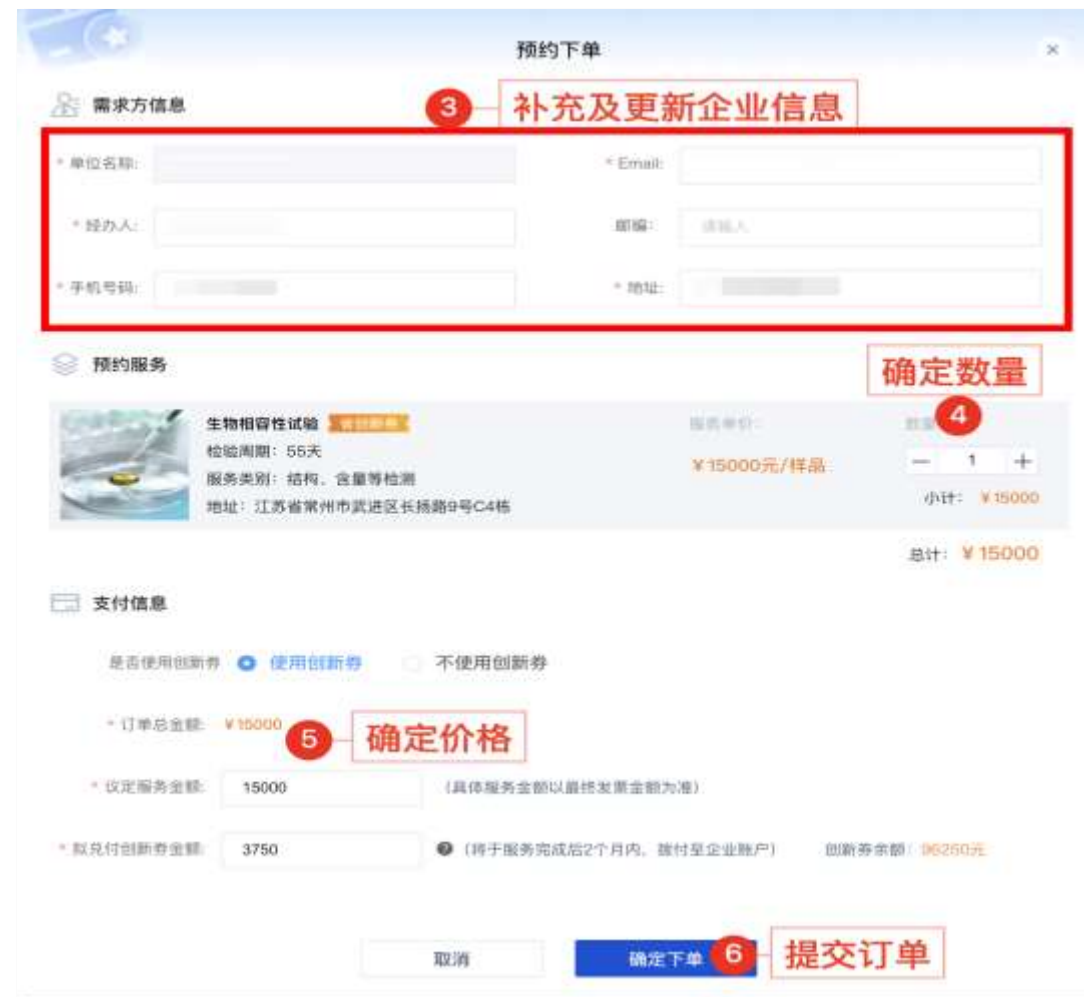 预约下单
×
需求方信息
3 补充及更新企业信息
* 单位名称:
* Email:
* 经办人:
邮编:
请输入
* 手机号码:
* 地址:
预约服务
确定数量
4
生物相容性试验
检验周期：55天
服务类别：结构、含量等检测
地址：江苏省常州市武进区长扬路9号C4栋
服务单价:
¥15000元/样品
数量
— 1 +
小计: ¥15000
总计: ¥15000
支付信息
是否使用创新券 使用创新券 不使用创新券
* 订单总金额: ¥15000
5 确定价格
* 议定服务金额: 15000 (具体服务金额以最终发票金额为准)
* 拟兑付创新券金额: 3750 ? (将于服务完成后2个月内，拨付至企业账户) 创新券余额: 96250元
取消
确定下单
6 提交订单